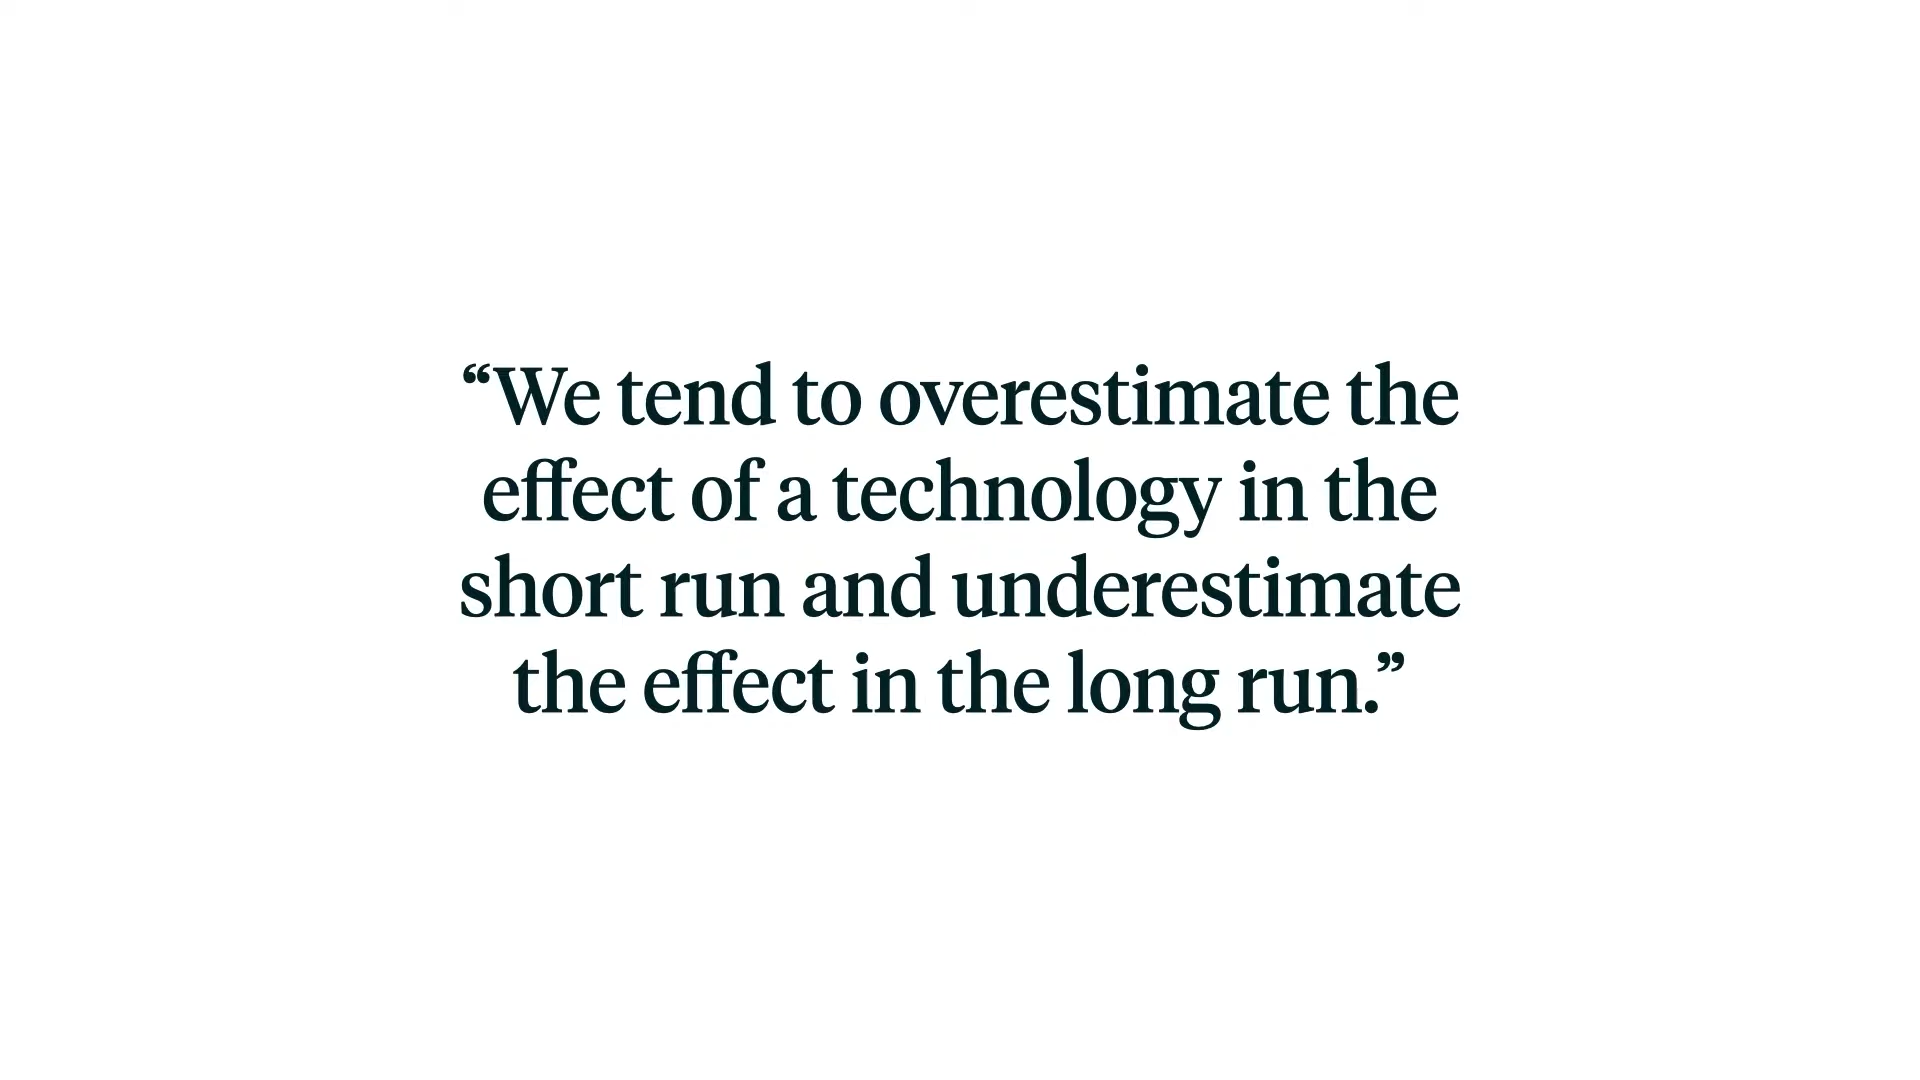 “We tend to overestimate the
effect of a technology in the
short run and underestimate
the effect in the long run.”